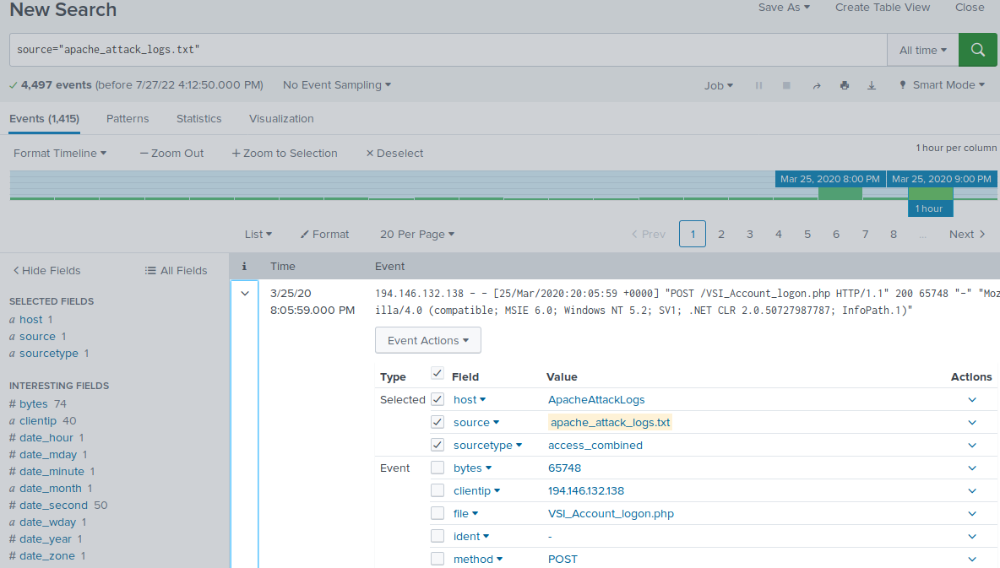 New Search
Save As Create Table View Close
source="apache_attack_logs.txt"
All time
4,497 events (before 7/27/22 4:12:50.000 PM) No Event Sampling
Job Smart Mode
Events (1,415) Patterns Statistics Visualization
1 hour per column
Format Timeline − Zoom Out + Zoom to Selection × Deselect
Mar 25, 2020 8:00 PM Mar 25, 2020 9:00 PM
1 hour
List Format 20 Per Page
< Prev 1 2 3 4 5 6 7 8 ... Next >
< Hide Fields All Fields
i Time Event
SELECTED FIELDS
a host 1
a source 1
a sourcetype 1
INTERESTING FIELDS
# bytes 74
a clientip 40
# date_hour 1
# date_mday 1
# date_minute 1
a date_month 1
# date_second 50
a date_wday 1
# date_year 1
# date_zone 1
3/25/20
8:05:59.000 PM
194.146.132.138 - - [25/Mar/2020:20:05:59 +0000] "POST /VSI_Account_logon.php HTTP/1.1" 200 65748 "-" "Moz
illa/4.0 (compatible; MSIE 6.0; Windows NT 5.2; SV1; .NET CLR 2.0.50727987787; InfoPath.1)"
Event Actions
Type Field Value Actions
Selected host ApacheAttackLogs
source apache_attack_logs.txt
sourcetype access_combined
Event bytes 65748
clientip 194.146.132.138
file VSI_Account_logon.php
ident -
method POST